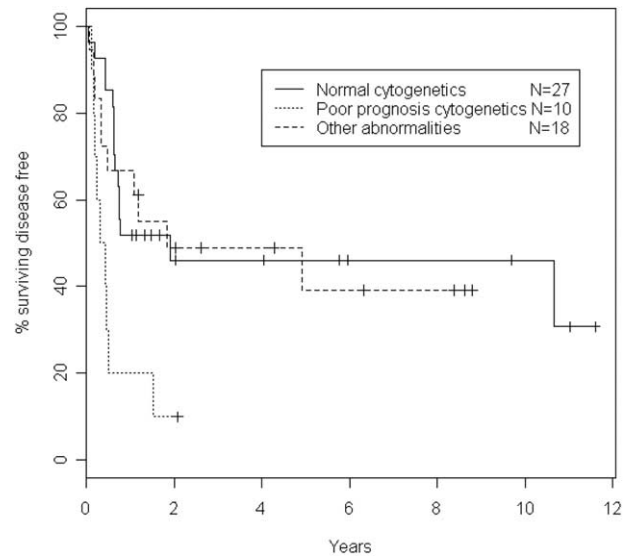 % surviving disease free
100
80
60
40
20
0
Normal cytogenetics N=27
Poor prognosis cytogenetics N=10
Other abnormalities N=18
0 2 4 6 8 10 12
Years